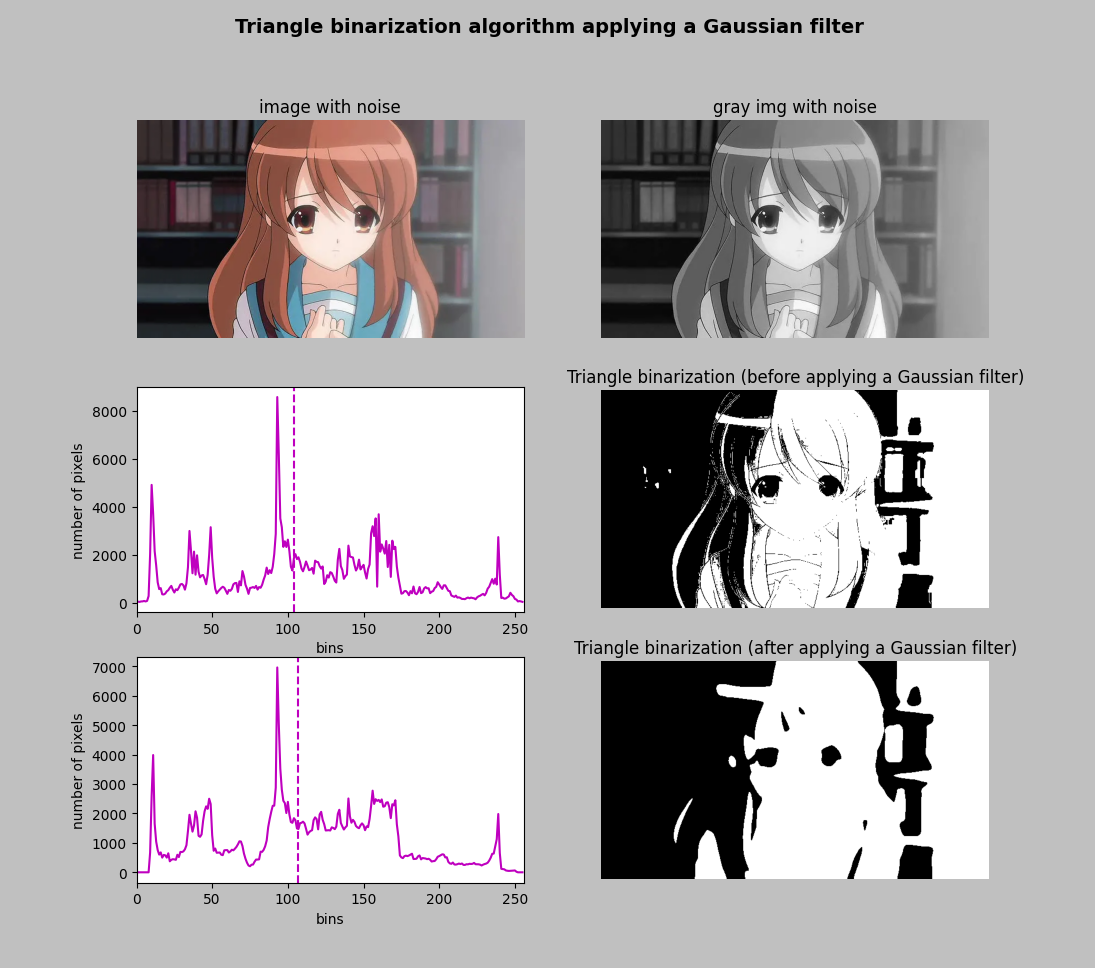 Triangle binarization algorithm applying a Gaussian filter
image with noise
gray img with noise
8000
6000
4000
2000
0
number of pixels
0 50 100 150 200 250
bins
Triangle binarization (before applying a Gaussian filter)
7000
6000
5000
4000
3000
2000
1000
0
number of pixels
0 50 100 150 200 250
bins
Triangle binarization (after applying a Gaussian filter)